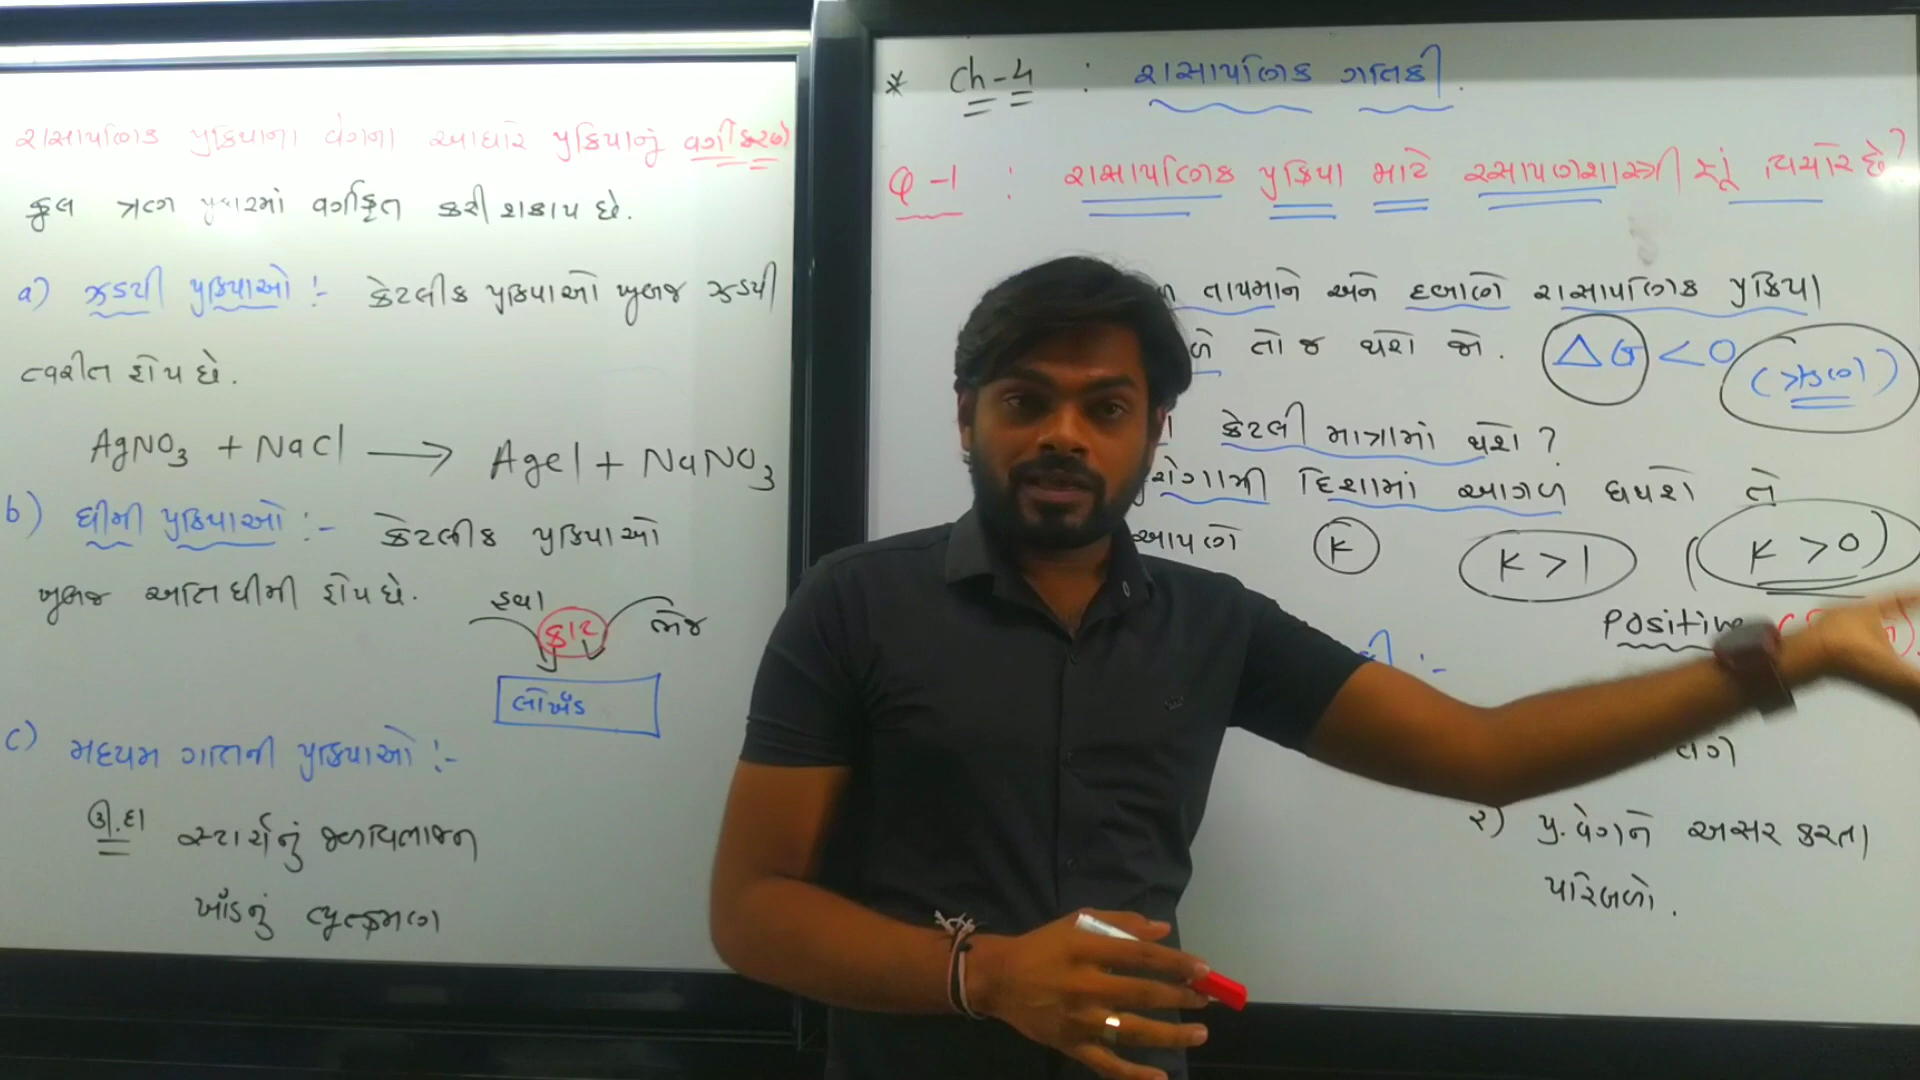 રાસાયણિક પ્રક્રિયાના વેગના આધારે પ્રક્રિયાનું વર્ગીકરણ
કુલ ત્રણ પ્રકારમાં વર્ગીકૃત કરી શકાય છે.
a) ઝડપી પ્રક્રિયાઓ :- કેટલીક પ્રક્રિયાઓ ખુબજ ઝડપી
ત્વરીત હોય છે.
AgNO3 + NaCl → AgCl + NaNO3
b) ધીમી પ્રક્રિયાઓ :- કેટલીક પ્રક્રિયાઓ
ખુબજ અતિ ધીમી હોય છે.
હવા કાટ ભેજ
લોખંડ
c) મધ્યમ ગતિની પ્રક્રિયાઓ :-
ઊ.દા સ્ટાર્ચનું જળવિભાજન
ખાંડનું વ્યુત્ક્રમણ
* Ch-4 : રાસાયણિક ગતિકી.
Q-1 : રાસાયણિક પ્રક્રિયા માટે રસાયણશાસ્ત્રી શું વિચારે છે?
તાપમાને અને દબાણે રાસાયણિક પ્રક્રિયા
તો જ થશે જો. ΔG < 0 (ઋણ)
કેટલી માત્રામાં થશે ?
દિશામાં આગળ ધપશે તે
આપણે K K > 1 (K > 0)
Positive
:-
વેગ
૨) પ્ર. વેગને અસર કરતા
પરિબળો.